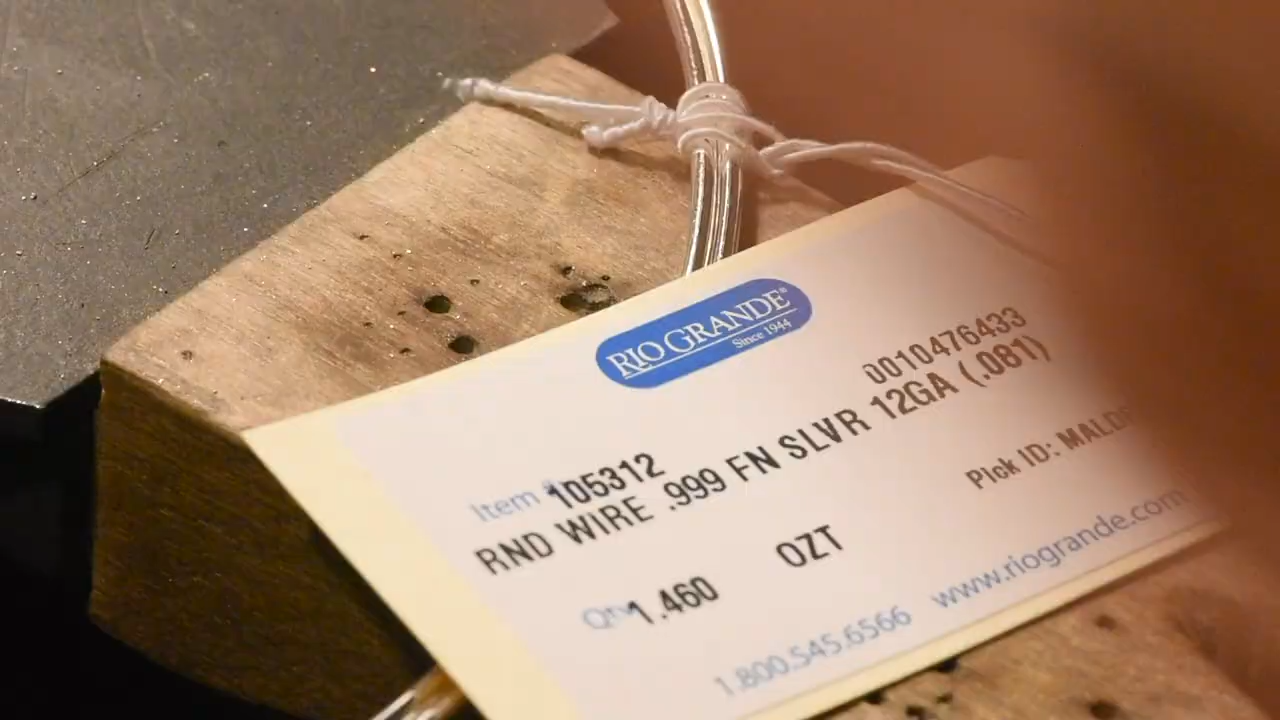 RIO GRANDE®
Since 1944
0010476433
Item # 105312
RND WIRE .999 FN SLVR 12GA (.081)
Pick ID:
Qty 1.460 OZT
1.800.545.6566 www.riogrande.com